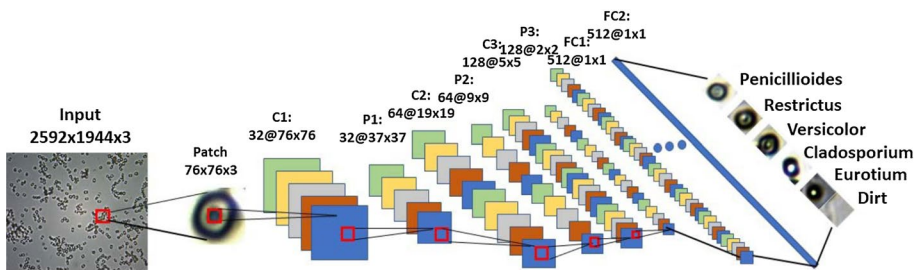 Input
2592x1944x3
Patch
76x76x3
C1:
32@76x76
P1:
32@37x37
C2:
64@19x19
P2:
64@9x9
C3:
128@5x5
P3:
128@2x2
FC1:
512@1x1
FC2:
512@1x1
Penicillioides
Restrictus
Versicolor
Cladosporium
Eurotium
Dirt